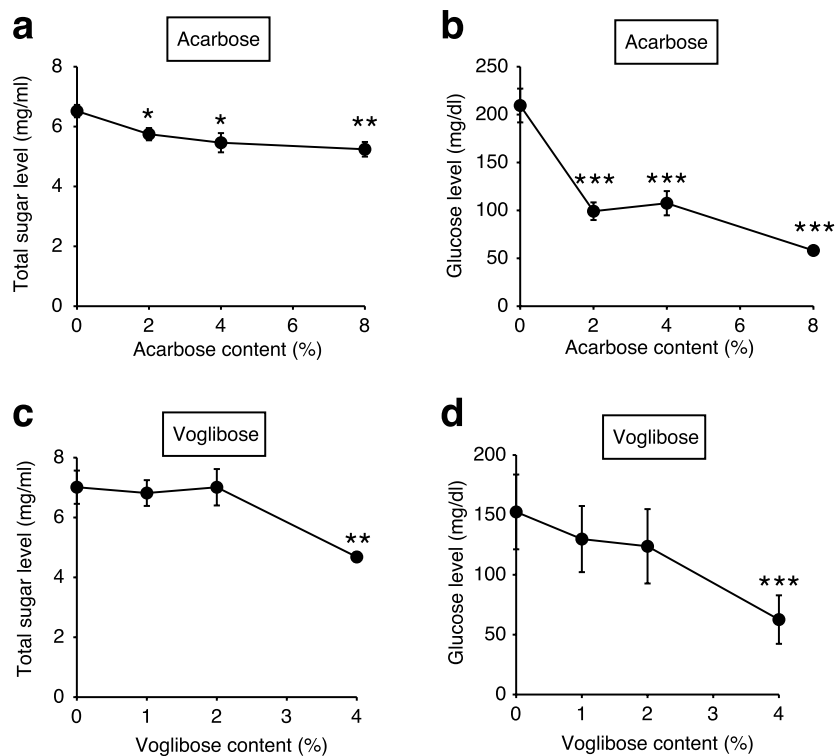 a
Acarbose
Total sugar level (mg/ml)
8
6
4
2
0
*
*
**
0 2 4 6 8
Acarbose content (%)
b
Acarbose
Glucose level (mg/dl)
250
200
150
100
50
0
***
***
***
0 2 4 6 8
Acarbose content (%)
c
Voglibose
Total sugar level (mg/ml)
8
6
4
2
0
**
0 1 2 3 4
Voglibose content (%)
d
Voglibose
Glucose level (mg/dl)
200
150
100
50
0
***
0 1 2 3 4
Voglibose content (%)